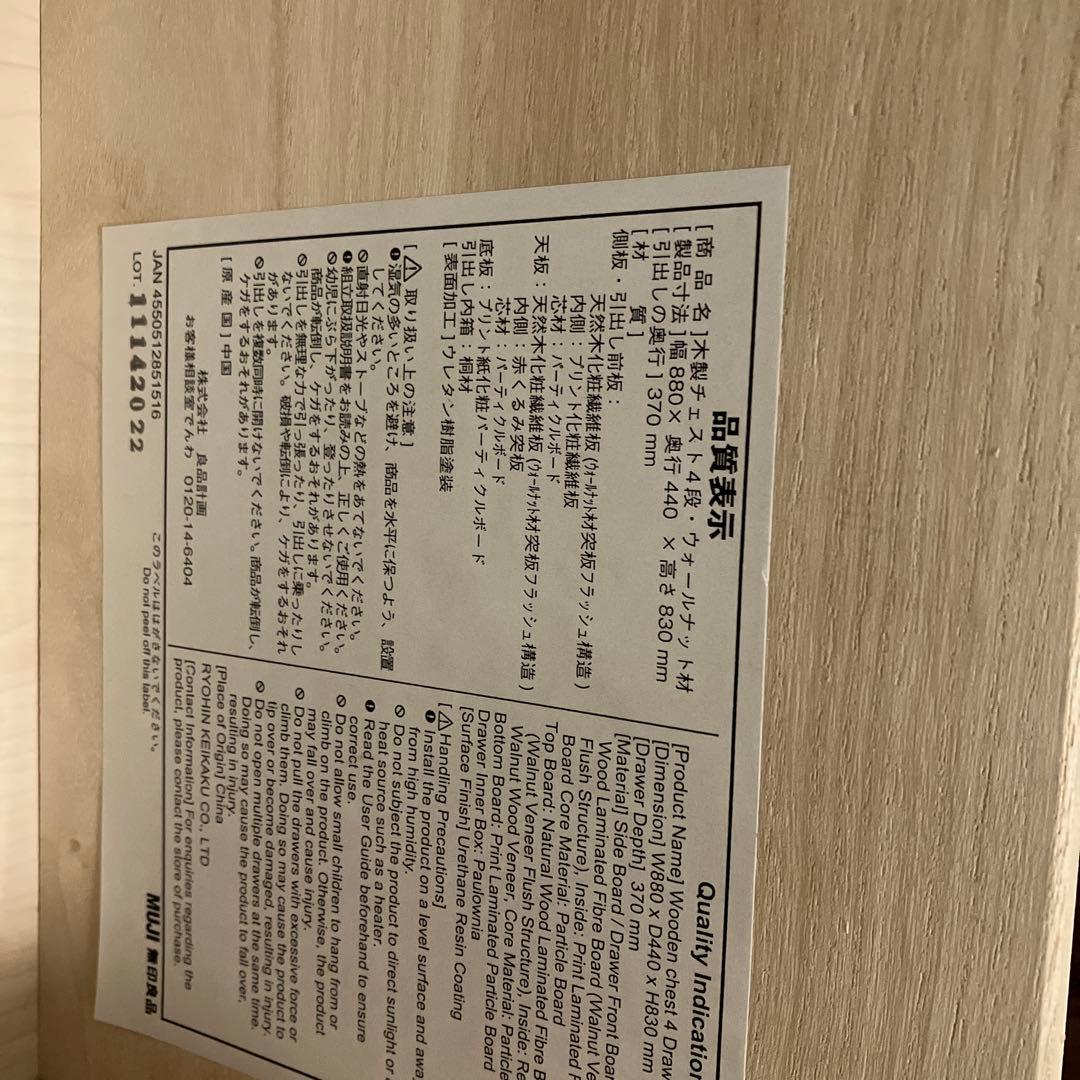 品質表示
[ 商　品　名 ] 木製チェスト４段・ウォールナット材
[ 製品寸法 ] 幅 880× 奥行 440　× 高さ 830 mm
[ 引出しの奥行 ] 370 mm
[ 材　　質 ]
側板・引出し前板：
天然木化粧繊維板 (ｳｫｰﾙﾅｯﾄ材突板フラッシュ構造 )
内側：プリント化粧繊維板
芯材：パーティクルボード
天板：天然木化粧繊維板 (ｳｫｰﾙﾅｯﾄ材突板フラッシュ構造 )
内側：赤くるみ突板
芯材：パーティクルボード
底板：プリント紙化粧パーティクルボード
引出し内箱：桐材
[ 表面加工 ] ウレタン樹脂塗装
[ ⚠ 取り扱い上の注意 ]
湿気の多いところを避け、商品を水平に保つよう、設置
してください。
直射日光やストーブなどの熱をあてないでください。
組立取扱説明書をお読みの上、正しくご使用ください。
幼児にぶら下がったり、登ったりさせないでください。
商品が転倒し、ケガをするおそれがあります。
引出しを無理な力で引っ張ったり、引出しに乗ったりし
ないでください。破損や転倒により、ケガをするおそれ
があります。
引出しを複数同時に開けないでください。商品が転倒し、
ケガをするおそれがあります。
[ 原　産　国 ] 中国
株式会社　良品計画
お客様相談室でんわ　0120-14-6404
Quality Indication
[Product Name] Wooden chest 4 Draw
[Dimension] W880 x D440 x H830 mm
[Drawer Depth] 370 mm
[Material] Side Board / Drawer Front Boar
Wood Laminated Fibre Board (Walnut Ve
Flush Structure), Inside: Print Laminated F
Board Core Material: Particle Board
Top Board: Natural Wood Laminated Fibre B
(Walnut Veneer Flush Structure), Inside: Re
Walnut Wood Veneer, Core Material: Particle
Bottom Board: Print Laminated Particle Board
Drawer Inner Box: Paulownia
[Surface Finish] Urethane Resin Coating
[⚠Handling Precautions]
Install the product on a level surface and awa
from high humidity.
Do not subject the product to direct sunlight or
heat source such as a heater.
Read the User Guide beforehand to ensure
correct use.
Do not allow small children to hang from or
climb on the product. Otherwise, the product
may fall over and cause injury.
Do not pull the drawers with excessive force or
climb them. Doing so may cause the product to
tip over or become damaged, resulting in injury.
Do not open multiple drawers at the same time.
Doing so may cause the product to fall over,
resulting in injury.
[Place of Origin] China
RYOHIN KEIKAKU CO., LTD
[Contact Information] For enquiries regarding the
product, please contact the store of purchase.
JAN 4550512851516
LOT. 11142022
このラベルははがさないでください。
Do not peel off this label.
MUJI 無印良品